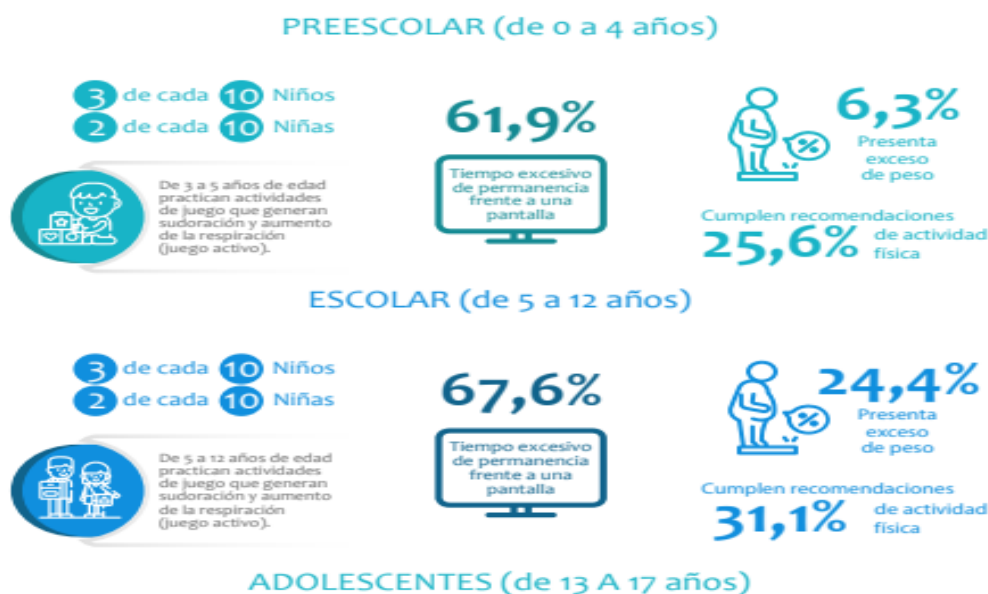 PREESCOLAR (de 0 a 4 años)
3 de cada 10 Niños
2 de cada 10 Niñas
De 3 a 5 años de edad
practican actividades
de juego que generan
sudoración y aumento
de la respiración
(juego activo).
61,9%
Tiempo excesivo
de permanencia
frente a una
pantalla
%
6,3%
Presenta
exceso
de peso
Cumplen recomendaciones
25,6% de actividad
física
ESCOLAR (de 5 a 12 años)
3 de cada 10 Niños
2 de cada 10 Niñas
De 5 a 12 años de edad
practican actividades
de juego que generan
sudoración y aumento
de la respiración
(juego activo).
67,6%
Tiempo excesivo
de permanencia
frente a una
pantalla
%
24,4%
Presenta
exceso
de peso
Cumplen recomendaciones
31,1% de actividad
física
ADOLESCENTES (de 13 A 17 años)